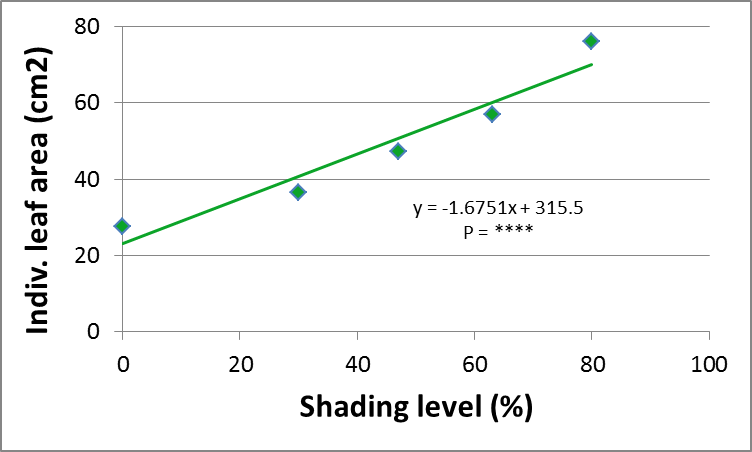 80
60
40
20
0
Indiv. leaf area (cm2)
y = -1.6751x + 315.5
P = ****
0 20 40 60 80 100
Shading level (%)